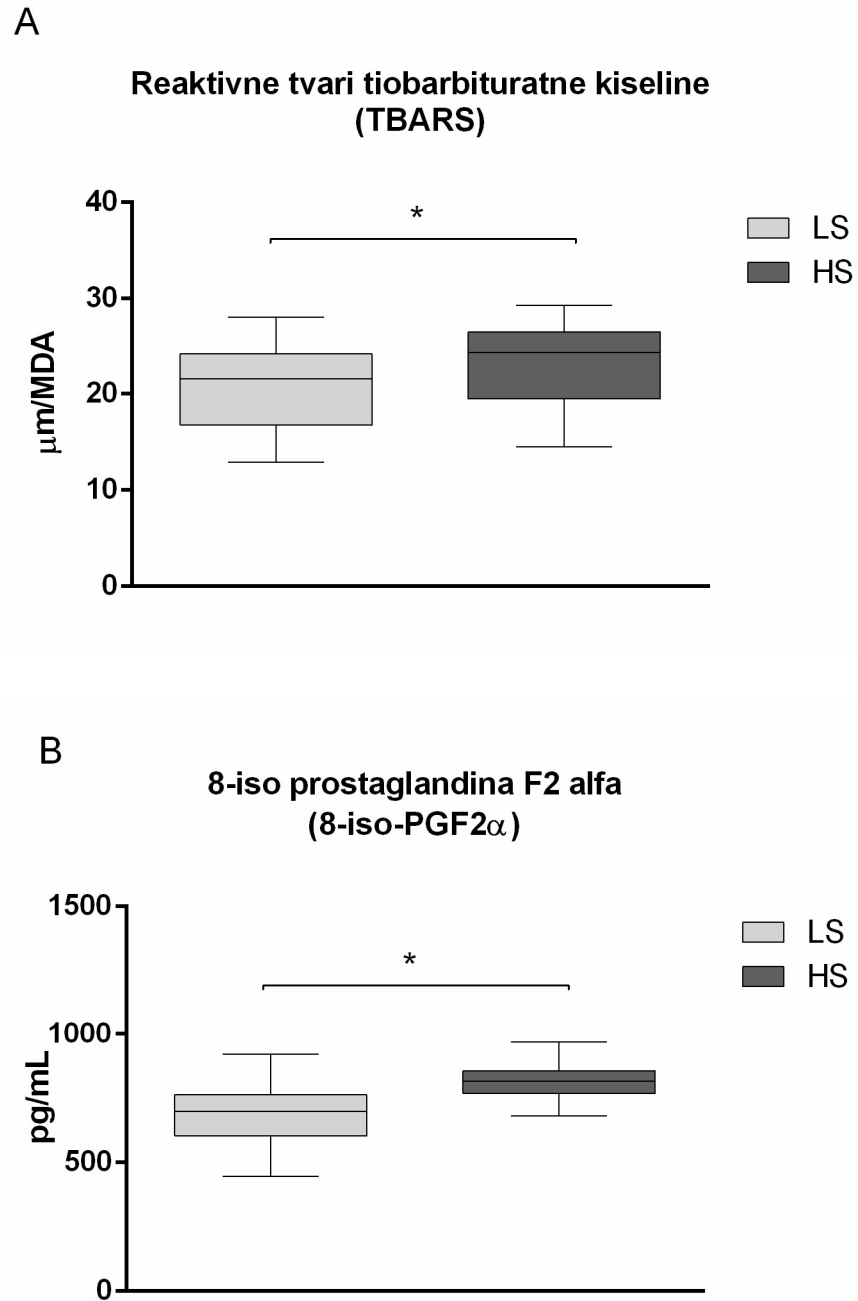 A
Reaktivne tvari tiobarbituratne kiseline
(TBARS)
40
30
20
10
0
μm/MDA
*
LS
HS
B
8-iso prostaglandina F2 alfa
(8-iso-PGF2α)
1500
1000
500
0
pg/mL
*
LS
HS